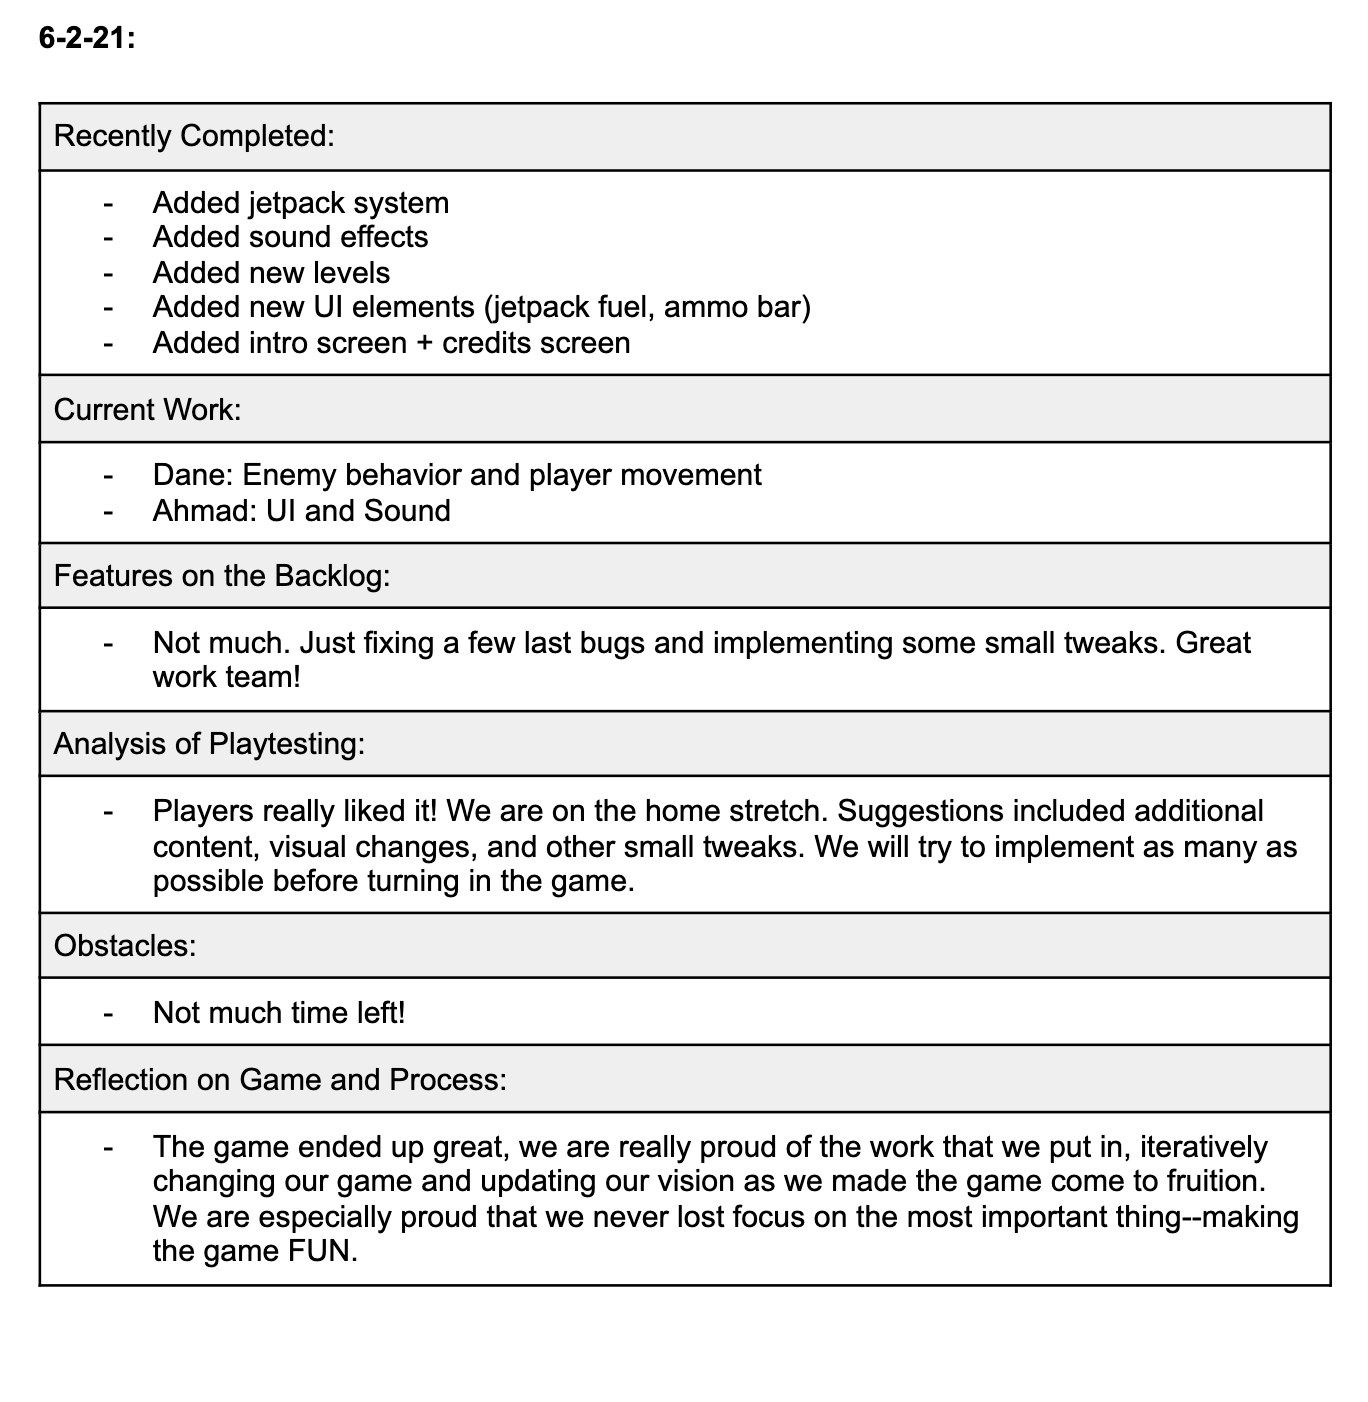 6-2-21:
Recently Completed:
- Added jetpack system
- Added sound effects
- Added new levels
- Added new UI elements (jetpack fuel, ammo bar)
- Added intro screen + credits screen
Current Work:
- Dane: Enemy behavior and player movement
- Ahmad: UI and Sound
Features on the Backlog:
- Not much. Just fixing a few last bugs and implementing some small tweaks. Great
work team!
Analysis of Playtesting:
- Players really liked it! We are on the home stretch. Suggestions included additional
content, visual changes, and other small tweaks. We will try to implement as many as
possible before turning in the game.
Obstacles:
- Not much time left!
Reflection on Game and Process:
- The game ended up great, we are really proud of the work that we put in, iteratively
changing our game and updating our vision as we made the game come to fruition.
We are especially proud that we never lost focus on the most important thing--making
the game FUN.